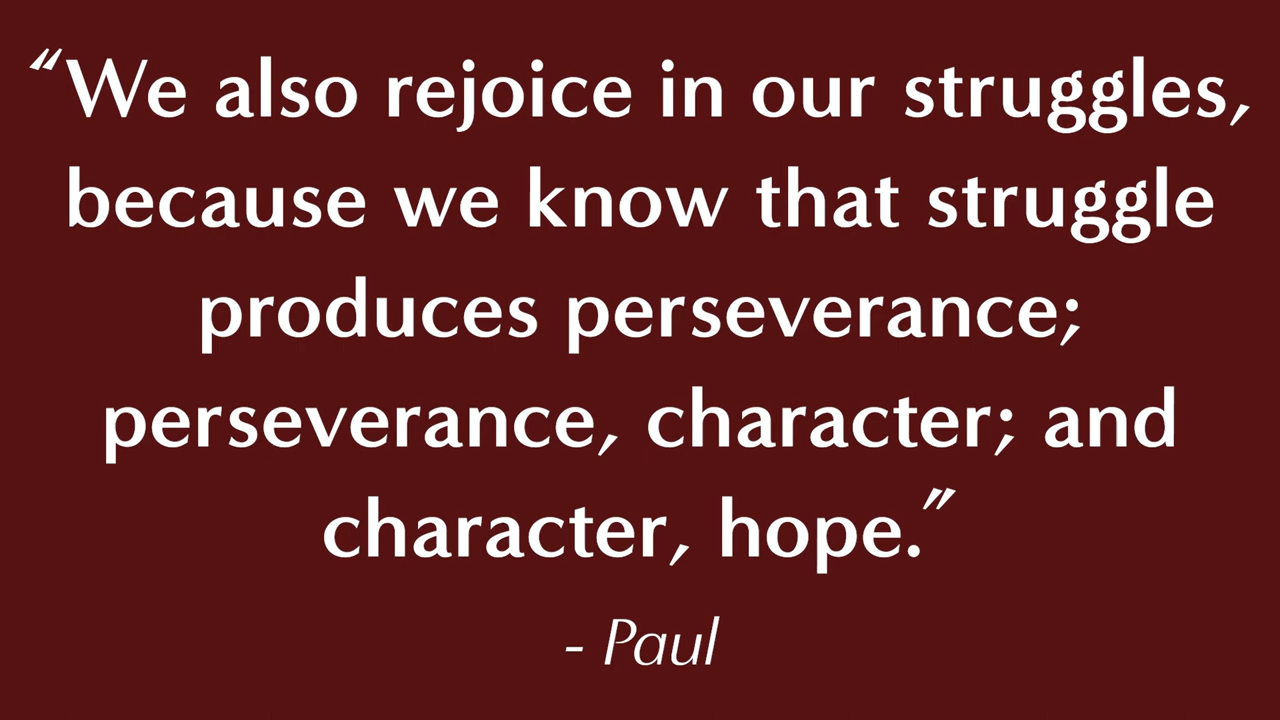 “We also rejoice in our struggles,
because we know that struggle
produces perseverance;
perseverance, character; and
character, hope.”
- Paul